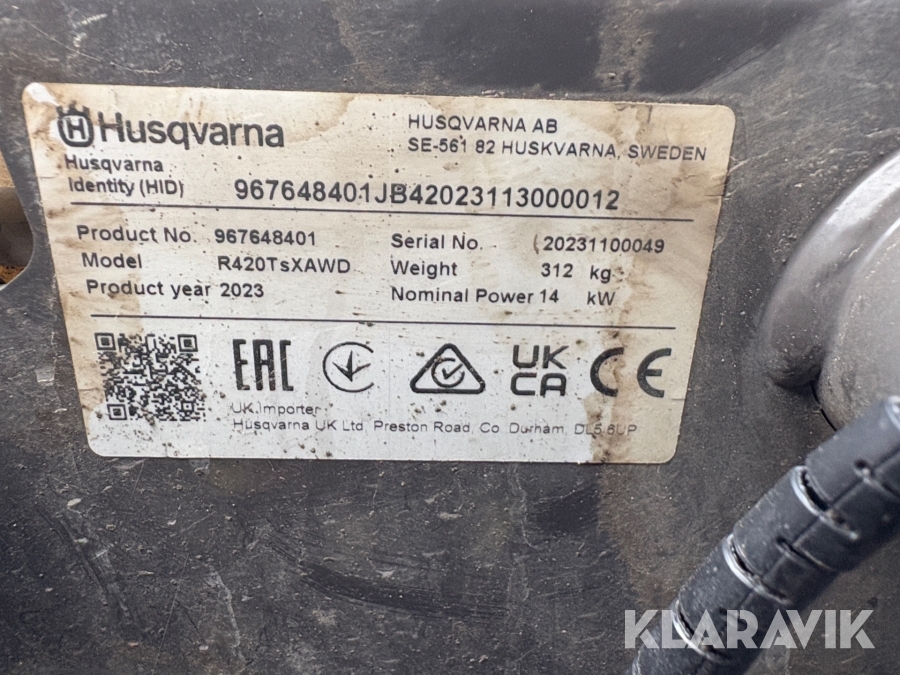 Husqvarna
HUSQVARNA AB
SE-561 82 HUSKVARNA, SWEDEN
Husqvarna
Identity (HID) 967648401JB42023113000012
Product No. 967648401 Serial No. 20231100049
Model R420TsXAWD Weight 312 kg
Product year 2023 Nominal Power 14 kW
EAC UK CA CE
UK Importer
Husqvarna UK Ltd, Preston Road, Co. Durham, DL5 6UP
KLARAVIK